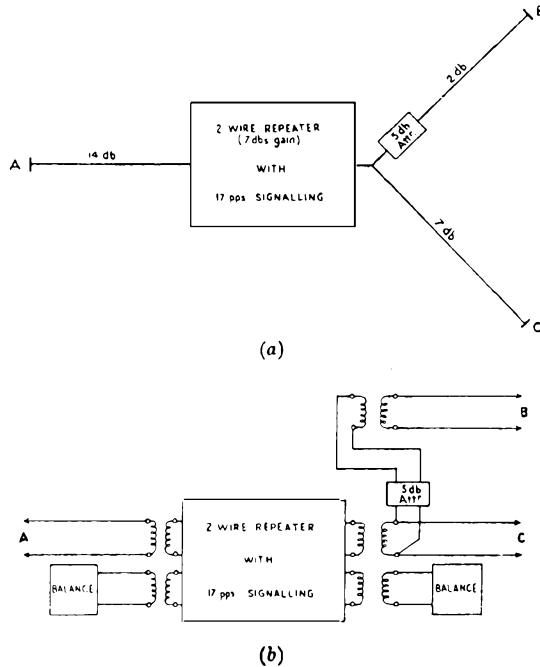 B
2 db
5 db
Attr
2 WIRE REPEATER
(7 dbs gain)
WITH
17 pps SIGNALLING
14 db
A
7 db
C
(a)
B
5 db
Attr
A
2 WIRE REPEATER
WITH
17 pps SIGNALLING
C
BALANCE
BALANCE
(b)